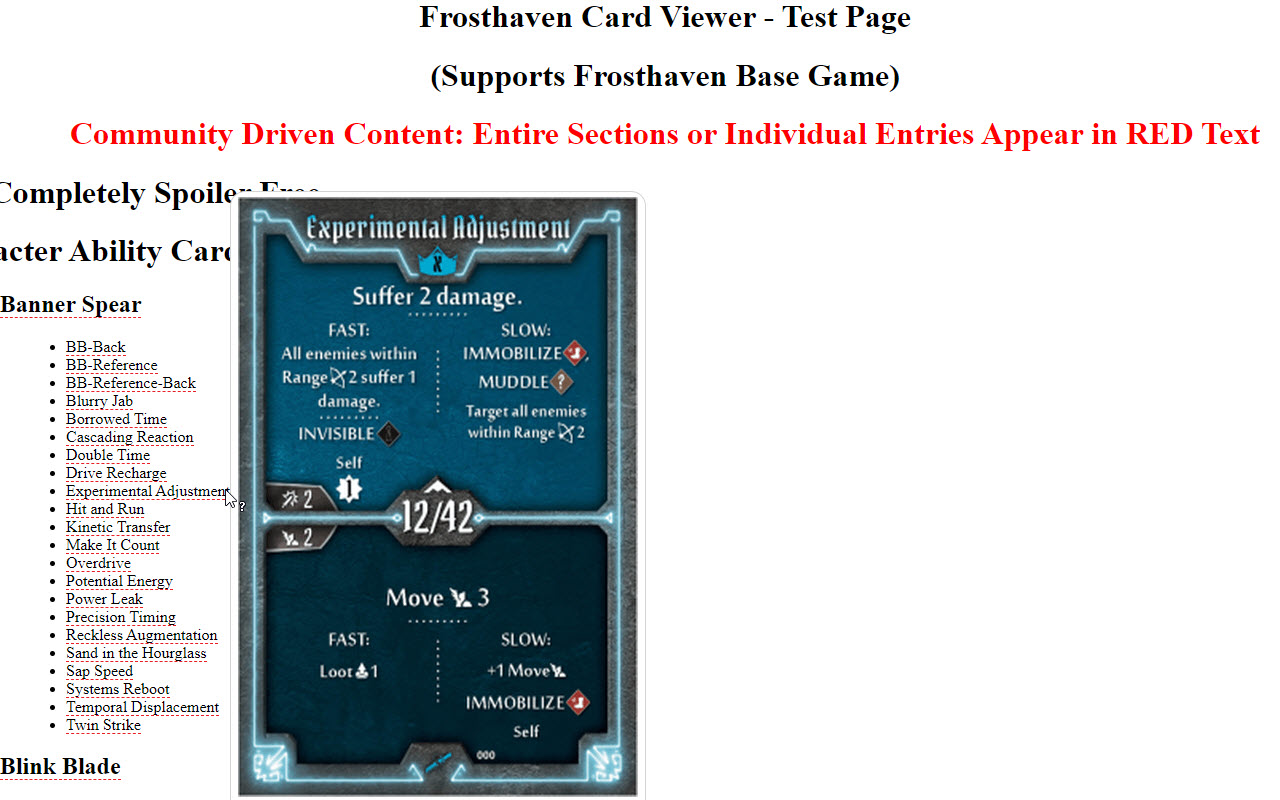 Frosthaven Card Viewer - Test Page
(Supports Frosthaven Base Game)
Community Driven Content: Entire Sections or Individual Entries Appear in RED Text
Completely Spoiler Free
acter Ability Card
Banner Spear
BB-Back
BB-Reference
BB-Reference-Back
Blurry Jab
Borrowed Time
Cascading Reaction
Double Time
Drive Recharge
Experimental Adjustment
Hit and Run
Kinetic Transfer
Make It Count
Overdrive
Potential Energy
Power Leak
Precision Timing
Reckless Augmentation
Sand in the Hourglass
Sap Speed
Systems Reboot
Temporal Displacement
Twin Strike
Blink Blade
Experimental Adjustment
X
Suffer 2 damage.
FAST:
All enemies within
Range 2 suffer 1
damage.
INVISIBLE
Self
1
SLOW:
IMMOBILIZE,
MUDDLE ?
Target all enemies
within Range 2
2
12/42
2
Move 3
FAST:
Loot 1
SLOW:
+1 Move
IMMOBILIZE
Self
000
?